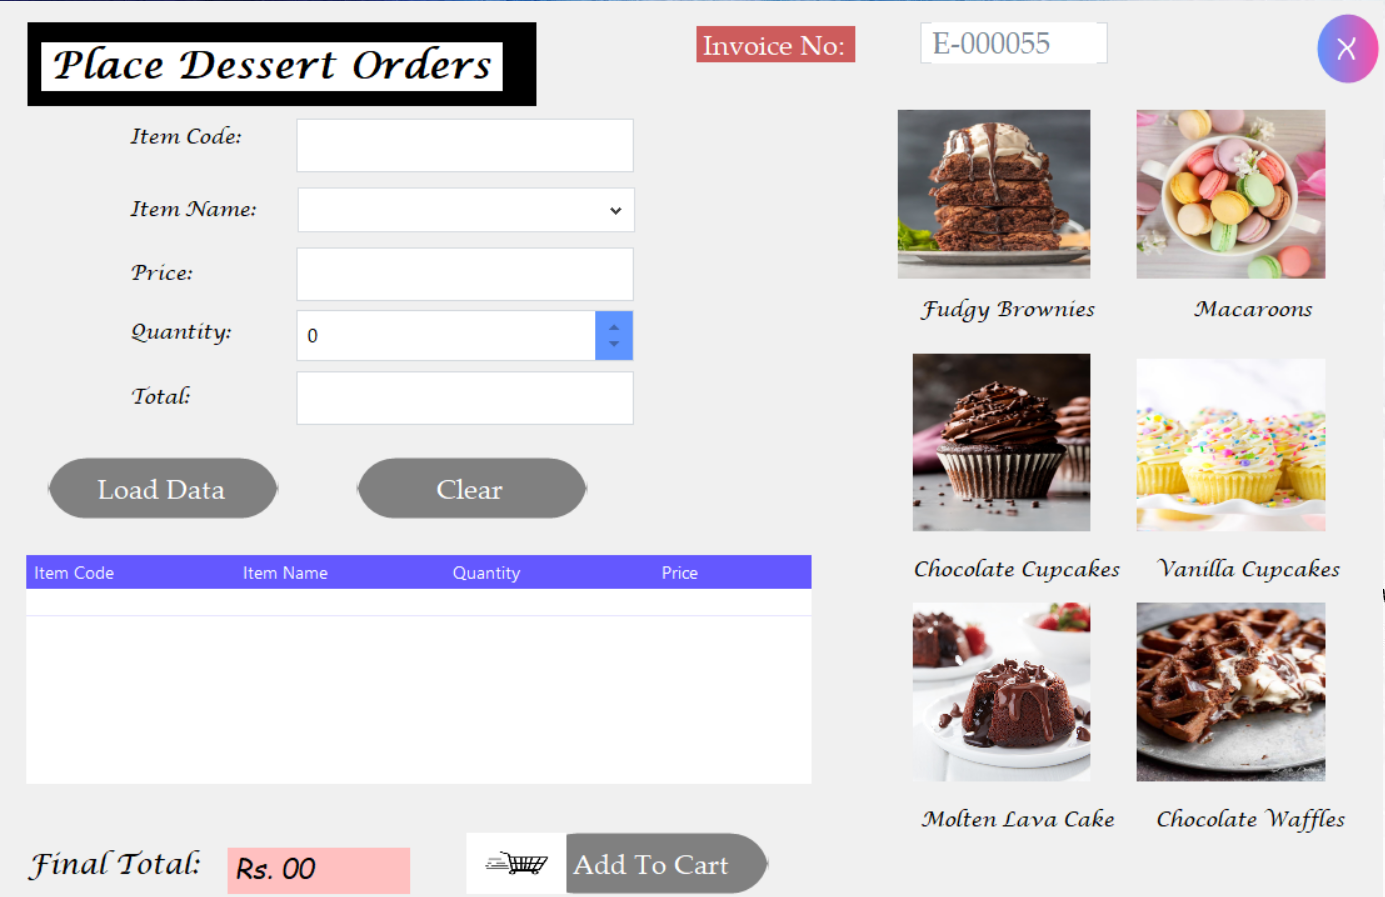 Place Dessert Orders
Invoice No:
E-000055
X
Item Code:
Item Name:
Price:
Quantity:
0
Total:
Load Data
Clear
Item Code
Item Name
Quantity
Price
Final Total:
Rs. 00
Add To Cart
Fudgy Brownies
Macaroons
Chocolate Cupcakes
Vanilla Cupcakes
Molten Lava Cake
Chocolate Waffles